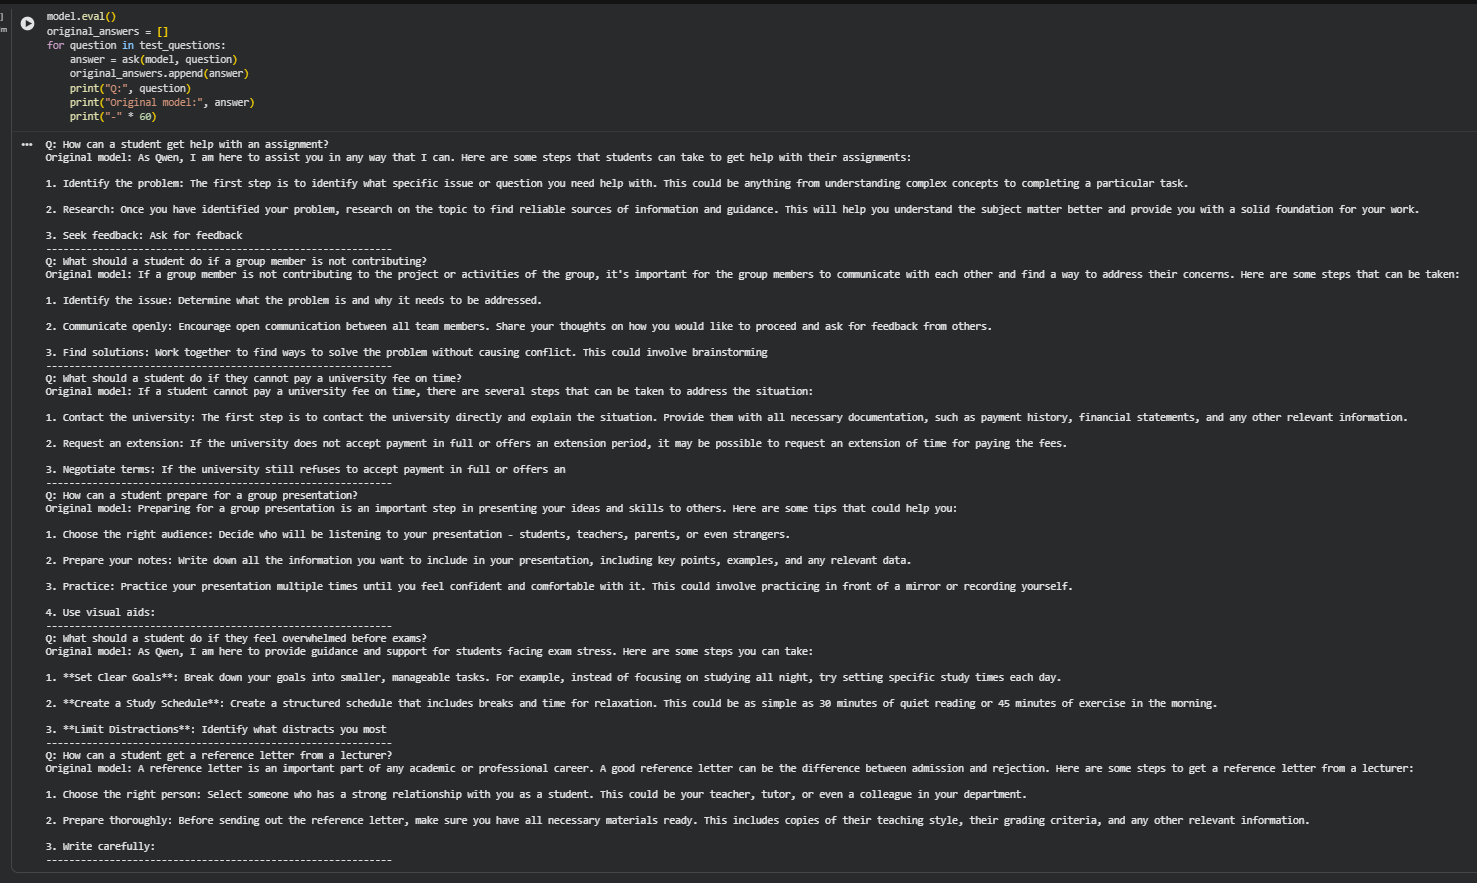 model.eval()
original_answers = []
for question in test_questions:
    answer = ask(model, question)
    original_answers.append(answer)
    print("Q:", question)
    print("Original model:", answer)
    print("-" * 60)
Q: How can a student get help with an assignment?
Original model: As Qwen, I am here to assist you in any way that I can. Here are some steps that students can take to get help with their assignments:
1. Identify the problem: The first step is to identify what specific issue or question you need help with. This could be anything from understanding complex concepts to completing a particular task.
2. Research: Once you have identified your problem, research on the topic to find reliable sources of information and guidance. This will help you understand the subject matter better and provide you with a solid foundation for your work.
3. Seek feedback: Ask for feedback
------------------------------------------------------------
Q: What should a student do if a group member is not contributing?
Original model: If a group member is not contributing to the project or activities of the group, it's important for the group members to communicate with each other and find a way to address their concerns. Here are some steps that can be taken:
1. Identify the issue: Determine what the problem is and why it needs to be addressed.
2. Communicate openly: Encourage open communication between all team members. Share your thoughts on how you would like to proceed and ask for feedback from others.
3. Find solutions: Work together to find ways to solve the problem without causing conflict. This could involve brainstorming
------------------------------------------------------------
Q: What should a student do if they cannot pay a university fee on time?
Original model: If a student cannot pay a university fee on time, there are several steps that can be taken to address the situation:
1. Contact the university: The first step is to contact the university directly and explain the situation. Provide them with all necessary documentation, such as payment history, financial statements, and any other relevant information.
2. Request an extension: If the university does not accept payment in full or offers an extension period, it may be possible to request an extension of time for paying the fees.
3. Negotiate terms: If the university still refuses to accept payment in full or offers an
------------------------------------------------------------
Q: How can a student prepare for a group presentation?
Original model: Preparing for a group presentation is an important step in presenting your ideas and skills to others. Here are some tips that could help you:
1. Choose the right audience: Decide who will be listening to your presentation - students, teachers, parents, or even strangers.
2. Prepare your notes: Write down all the information you want to include in your presentation, including key points, examples, and any relevant data.
3. Practice: Practice your presentation multiple times until you feel confident and comfortable with it. This could involve practicing in front of a mirror or recording yourself.
4. Use visual aids:
------------------------------------------------------------
Q: What should a student do if they feel overwhelmed before exams?
Original model: As Qwen, I am here to provide guidance and support for students facing exam stress. Here are some steps you can take:
1. **Set Clear Goals**: Break down your goals into smaller, manageable tasks. For example, instead of focusing on studying all night, try setting specific study times each day.
2. **Create a Study Schedule**: Create a structured schedule that includes breaks and time for relaxation. This could be as simple as 30 minutes of quiet reading or 45 minutes of exercise in the morning.
3. **Limit Distractions**: Identify what distracts you most
------------------------------------------------------------
Q: How can a student get a reference letter from a lecturer?
Original model: A reference letter is an important part of any academic or professional career. A good reference letter can be the difference between admission and rejection. Here are some steps to get a reference letter from a lecturer:
1. Choose the right person: Select someone who has a strong relationship with you as a student. This could be your teacher, tutor, or even a colleague in your department.
2. Prepare thoroughly: Before sending out the reference letter, make sure you have all necessary materials ready. This includes copies of their teaching style, their grading criteria, and any other relevant information.
3. Write carefully:
------------------------------------------------------------